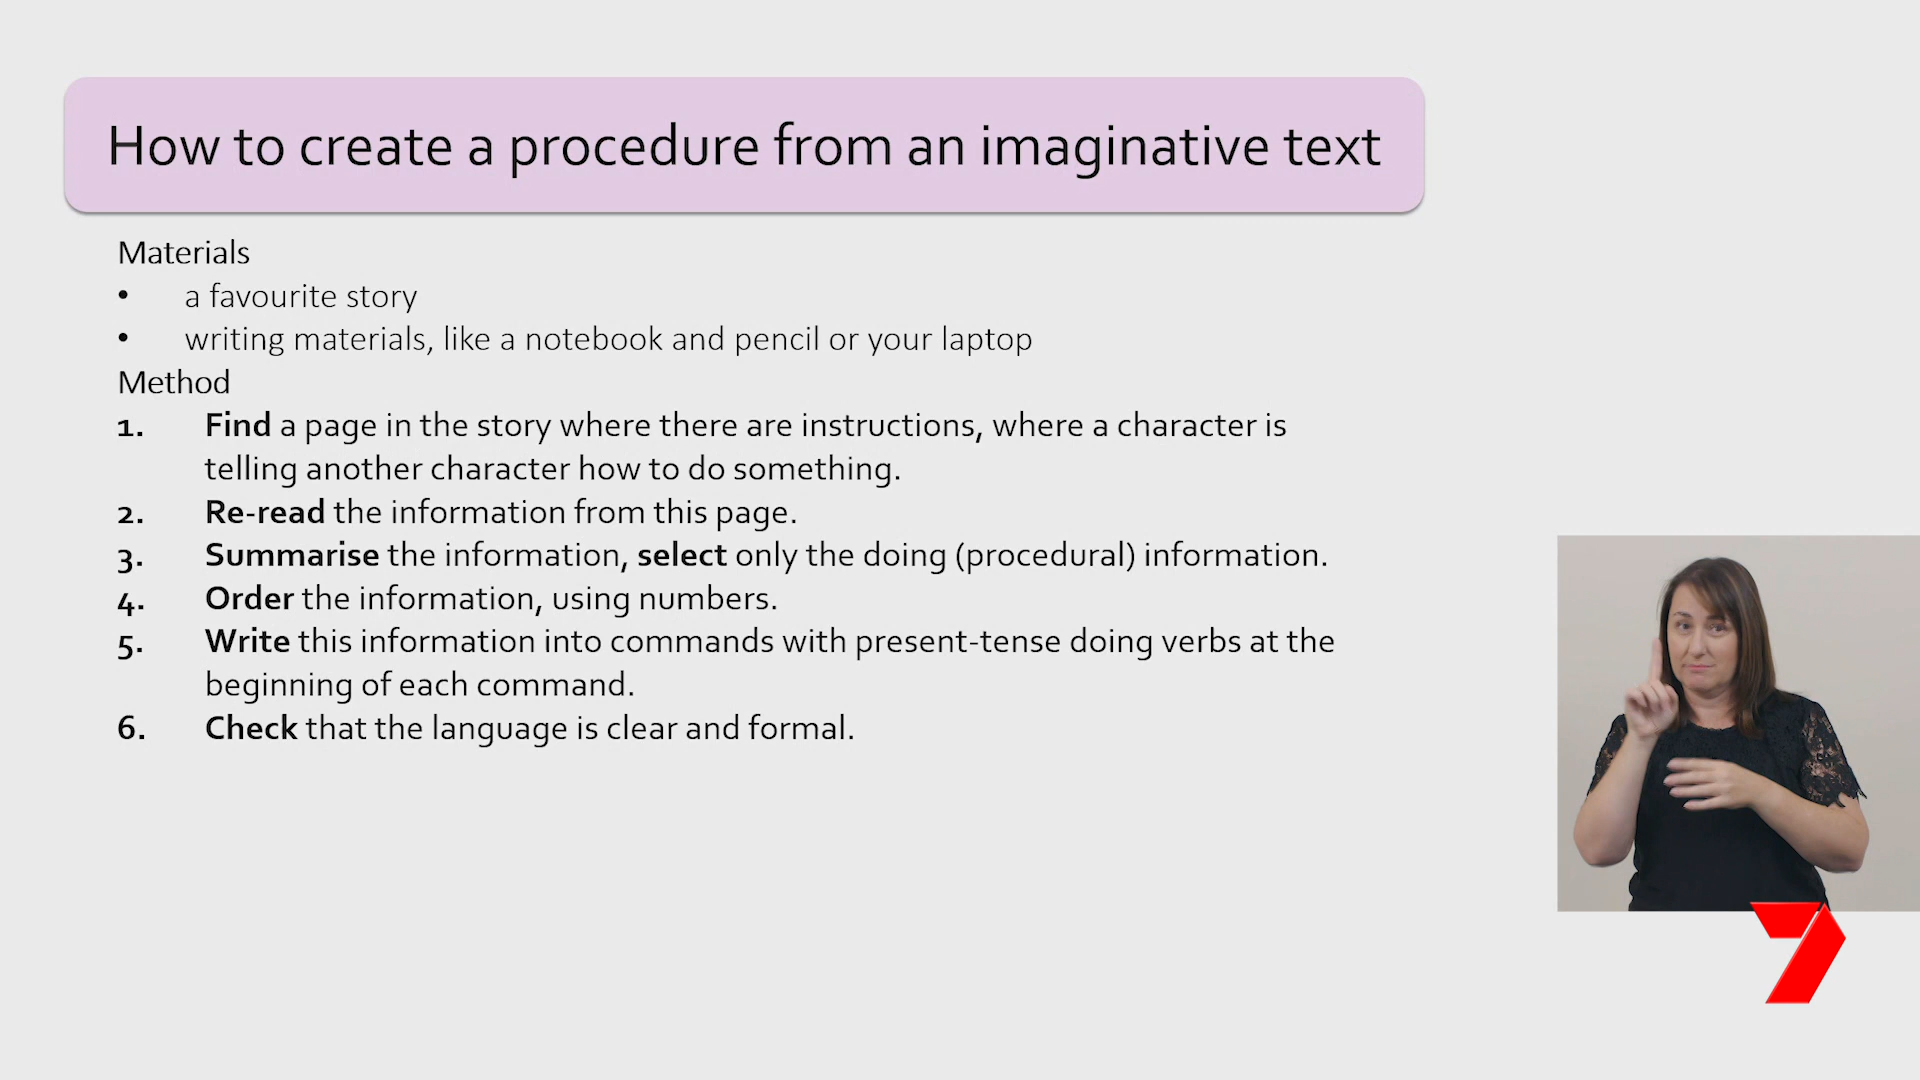 How to create a procedure from an imaginative text
Materials
• a favourite story
• writing materials, like a notebook and pencil or your laptop
Method
1. Find a page in the story where there are instructions, where a character is
telling another character how to do something.
2. Re-read the information from this page.
3. Summarise the information, select only the doing (procedural) information.
4. Order the information, using numbers.
5. Write this information into commands with present-tense doing verbs at the
beginning of each command.
6. Check that the language is clear and formal.
7